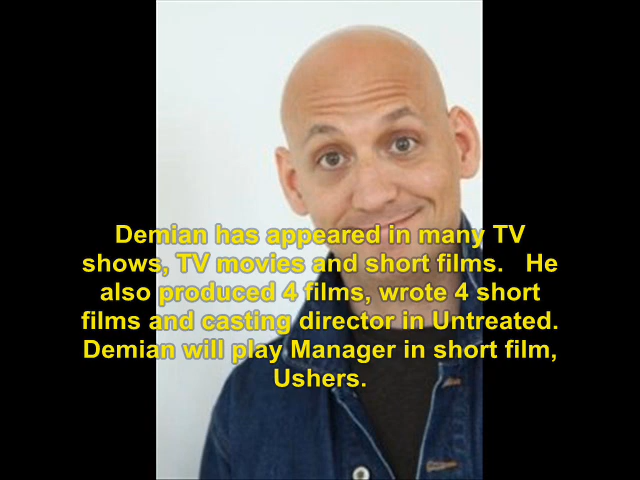 Demian has appeared in many TV
shows, TV movies and short films.   He
also produced 4 films, wrote 4 short
films and casting director in Untreated.
Demian will play Manager in short film,
Ushers.